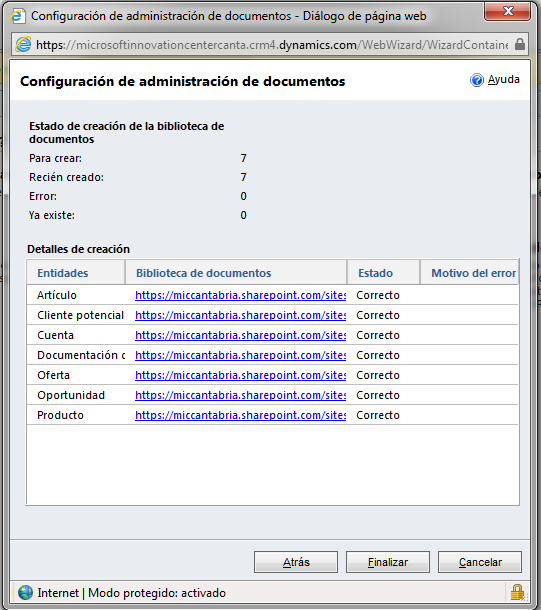 Configuración de administración de documentos - Diálogo de página web
https://microsoftinnovationcentercanta.crm4.dynamics.com/WebWizard/WizardContaine
Configuración de administración de documentos
Ayuda
Estado de creación de la biblioteca de
documentos
Para crear: 7
Recién creado: 7
Error: 0
Ya existe: 0
Detalles de creación
Entidades Biblioteca de documentos Estado Motivo del error
Artículo https://miccantabria.sharepoint.com/sites Correcto
Cliente potencial https://miccantabria.sharepoint.com/sites Correcto
Cuenta https://miccantabria.sharepoint.com/sites Correcto
Documentación d https://miccantabria.sharepoint.com/sites Correcto
Oferta https://miccantabria.sharepoint.com/sites Correcto
Oportunidad https://miccantabria.sharepoint.com/sites Correcto
Producto https://miccantabria.sharepoint.com/sites Correcto
Atrás Finalizar Cancelar
Internet | Modo protegido: activado